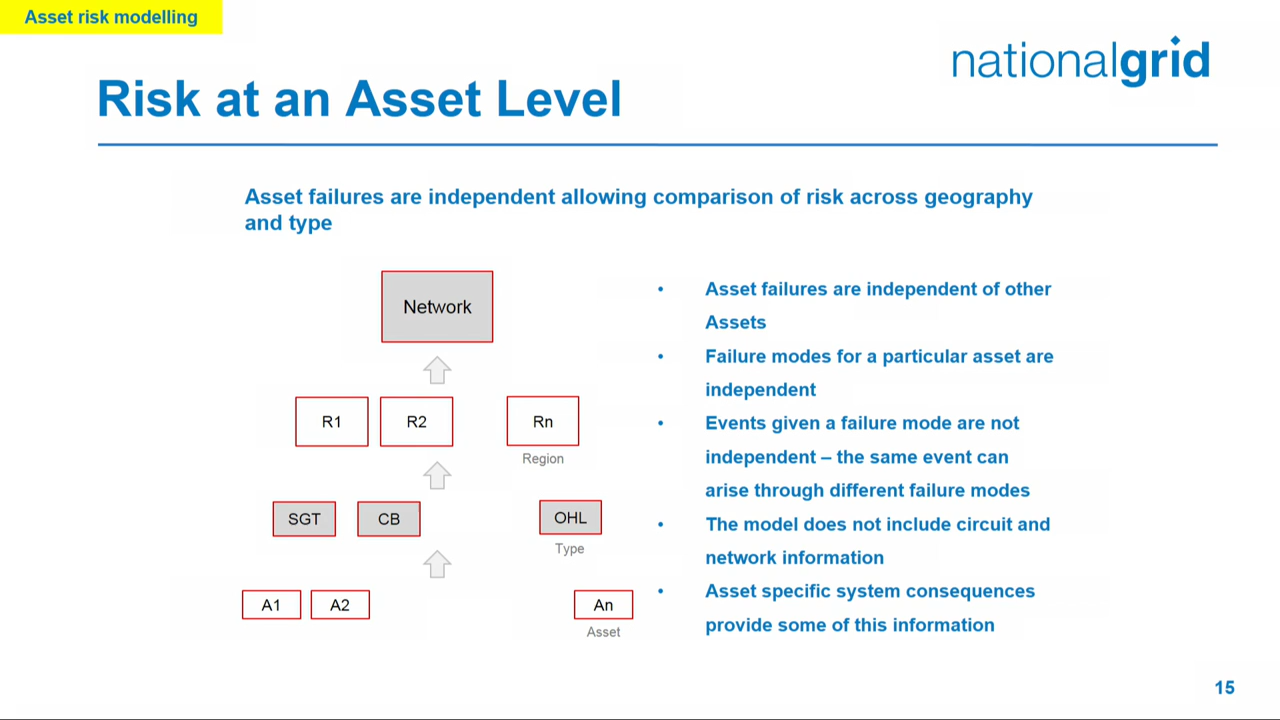 Asset risk modelling
nationalgrid
Risk at an Asset Level
Asset failures are independent allowing comparison of risk across geography
and type
Network
R1 R2 Rn
Region
SGT CB OHL
Type
A1 A2 An
Asset
• Asset failures are independent of other
Assets
• Failure modes for a particular asset are
independent
• Events given a failure mode are not
independent – the same event can
arise through different failure modes
• The model does not include circuit and
network information
• Asset specific system consequences
provide some of this information
15